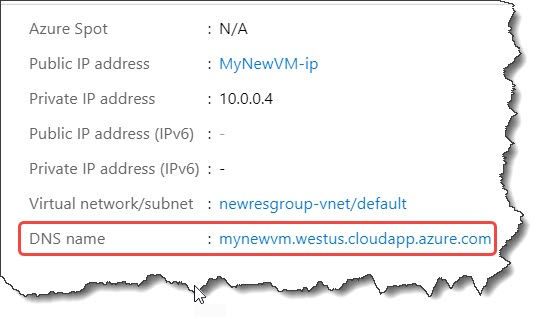 Azure Spot : N/A
Public IP address : MyNewVM-ip
Private IP address : 10.0.0.4
Public IP address (IPv6) : -
Private IP address (IPv6) : -
Virtual network/subnet : newresgroup-vnet/default
DNS name : mynewvm.westus.cloudapp.azure.com